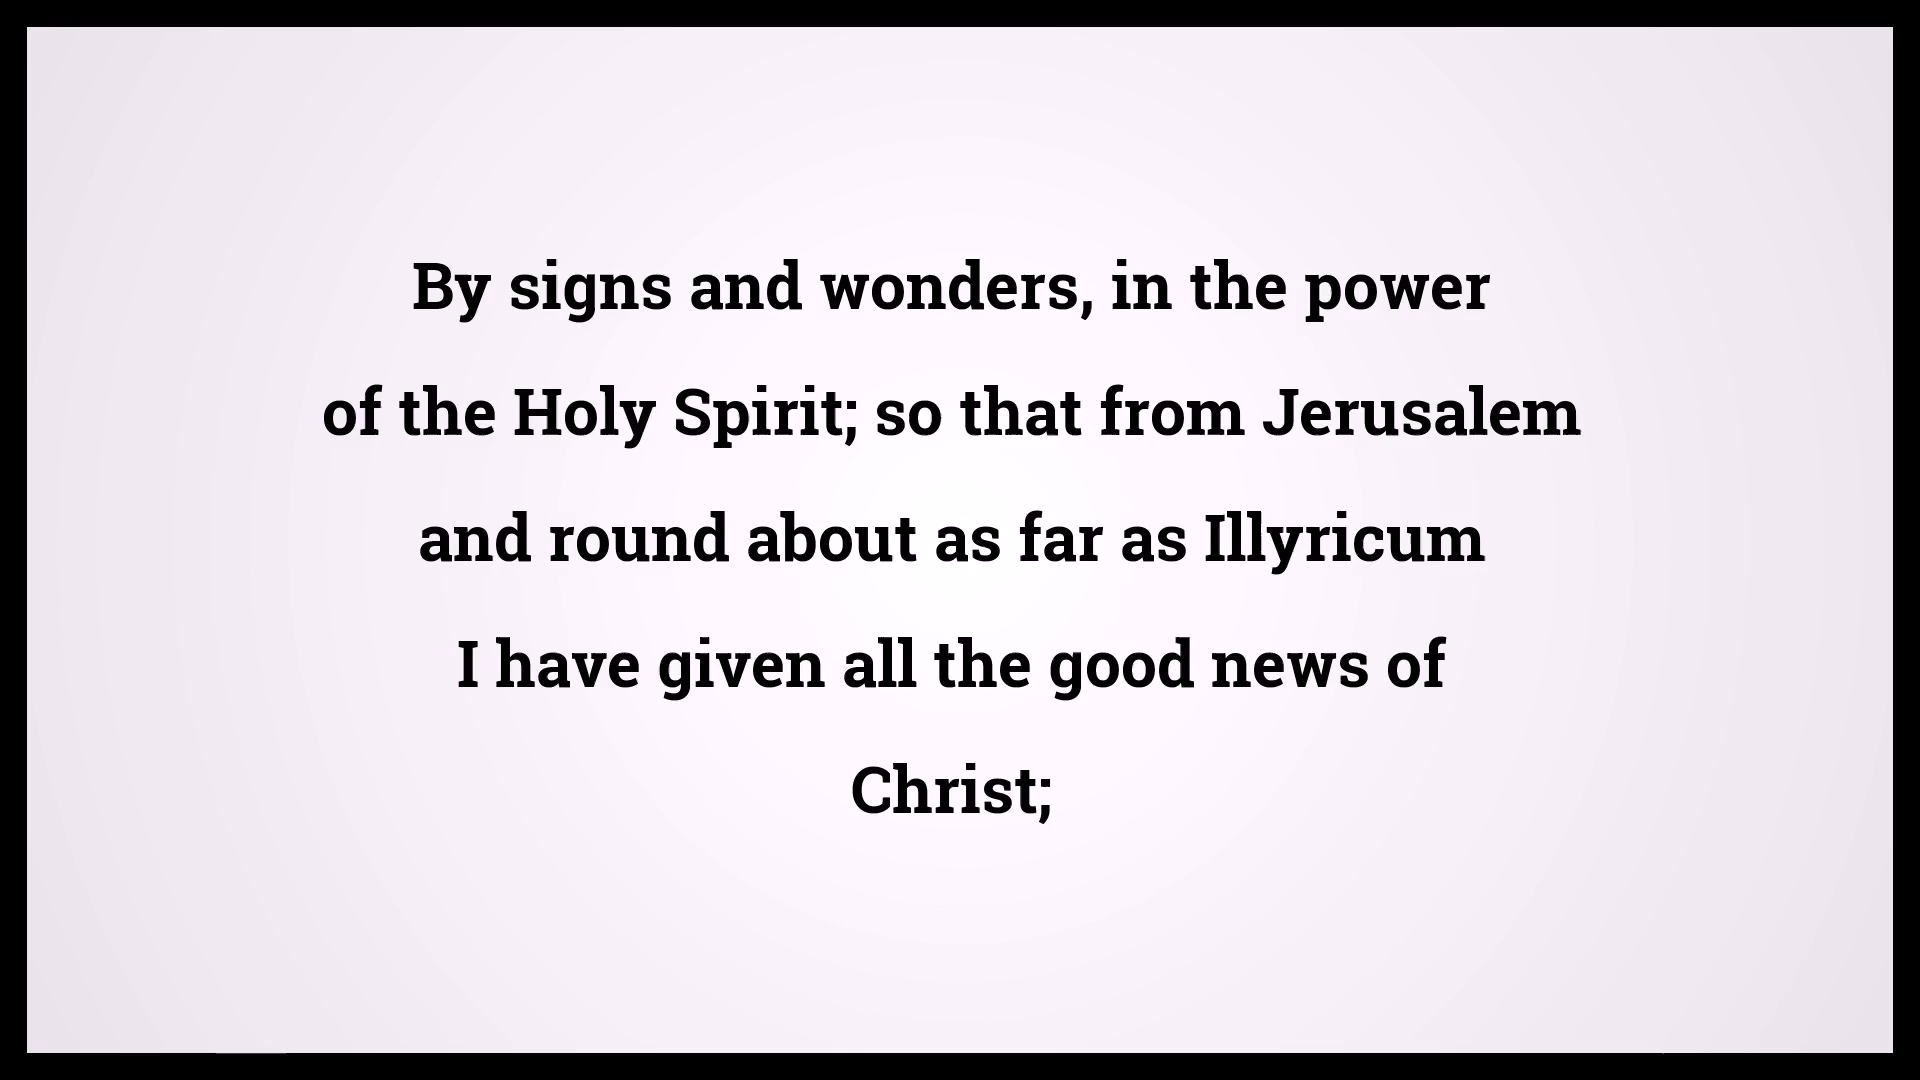 By signs and wonders, in the power
of the Holy Spirit; so that from Jerusalem
and round about as far as Illyricum
I have given all the good news of
Christ;